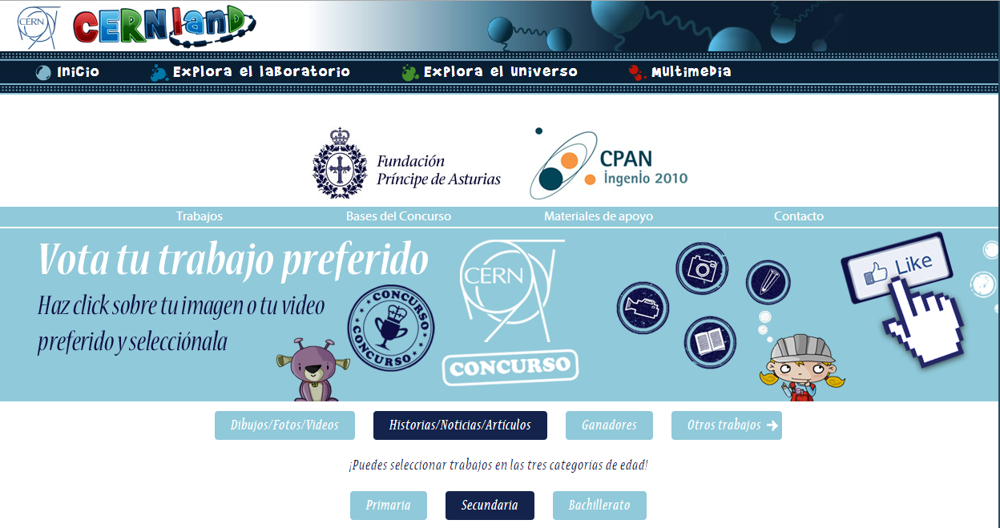 CERN
CERNland
Inicio
Explora el laboratorio
Explora el universo
Multimedia
Fundación
Príncipe de Asturias
CPAN
Ingenio 2010
Trabajos
Bases del Concurso
Materiales de apoyo
Contacto
Vota tu trabajo preferido
Haz click sobre tu imagen o tu video
preferido y selecciónala
CONCURSO
CONCURSO
CERN
CONCURSO
Like
Dibujos/Fotos/Videos
Historias/Noticias/Artículos
Ganadores
Otros trabajos
¡Puedes seleccionar trabajos en las tres categorías de edad!
Primaria
Secundaria
Bachillerato